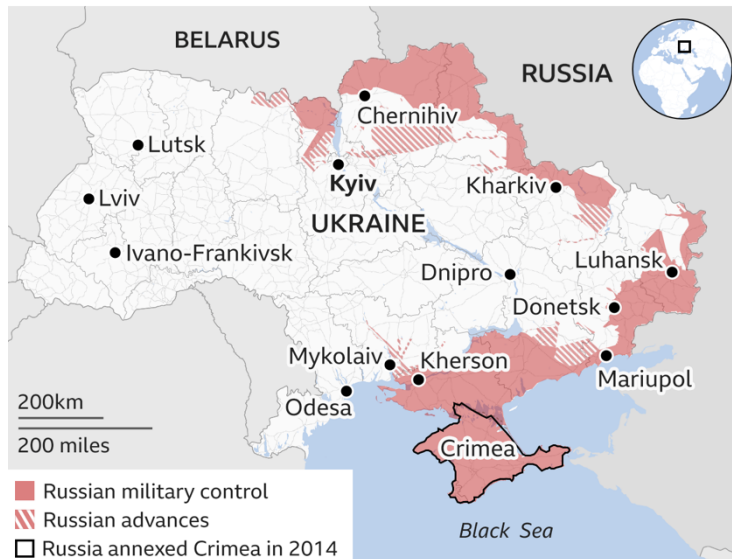 BELARUS
RUSSIA
Chernihiv
Lutsk
Kyiv
Kharkiv
Lviv
UKRAINE
Ivano-Frankivsk
Luhansk
Dnipro
Donetsk
Mykolaiv
Kherson
Mariupol
Odesa
200km
200 miles
Crimea
Russian military control
Russian advances
Black Sea
Russia annexed Crimea in 2014